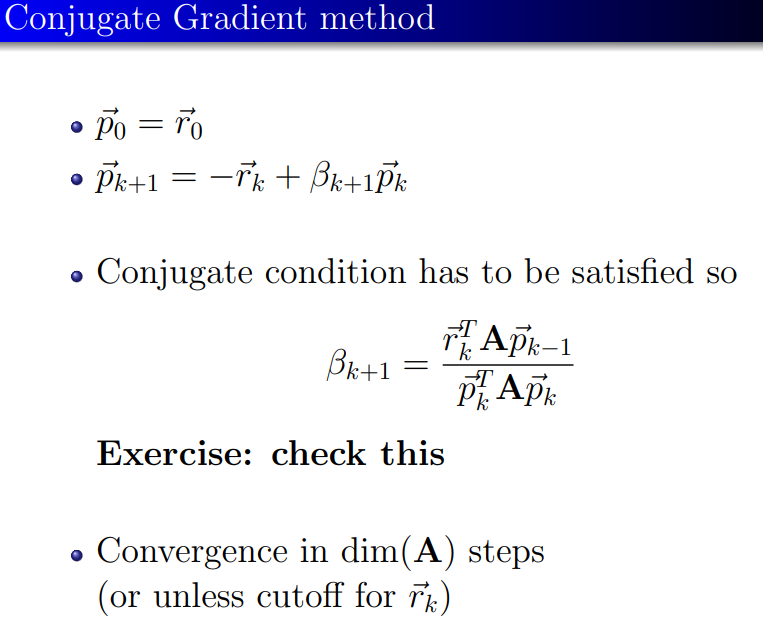 Conjugate Gradient method
• $\vec{p}_0 = \vec{r}_0$
• $\vec{p}_{k+1} = -\vec{r}_k + \beta_{k+1}\vec{p}_k$
• Conjugate condition has to be satisfied so
$\beta_{k+1} = \frac{\vec{r}_k^T \mathbf{A} \vec{p}_{k-1}}{\vec{p}_k^T \mathbf{A} \vec{p}_k}$
Exercise: check this
• Convergence in dim(A) steps
(or unless cutoff for $\vec{r}_k$)